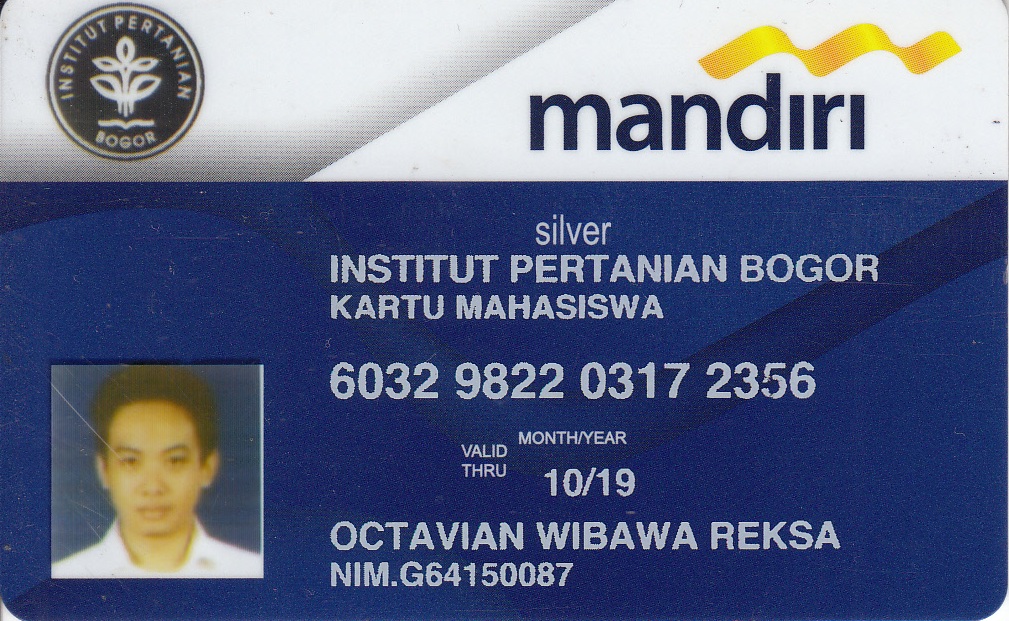 INSTITUT PERTANIAN
BOGOR
mandiri
silver
INSTITUT PERTANIAN BOGOR
KARTU MAHASISWA
6032 9822 0317 2356
MONTH/YEAR
VALID
THRU
10/19
OCTAVIAN WIBAWA REKSA
NIM.G64150087